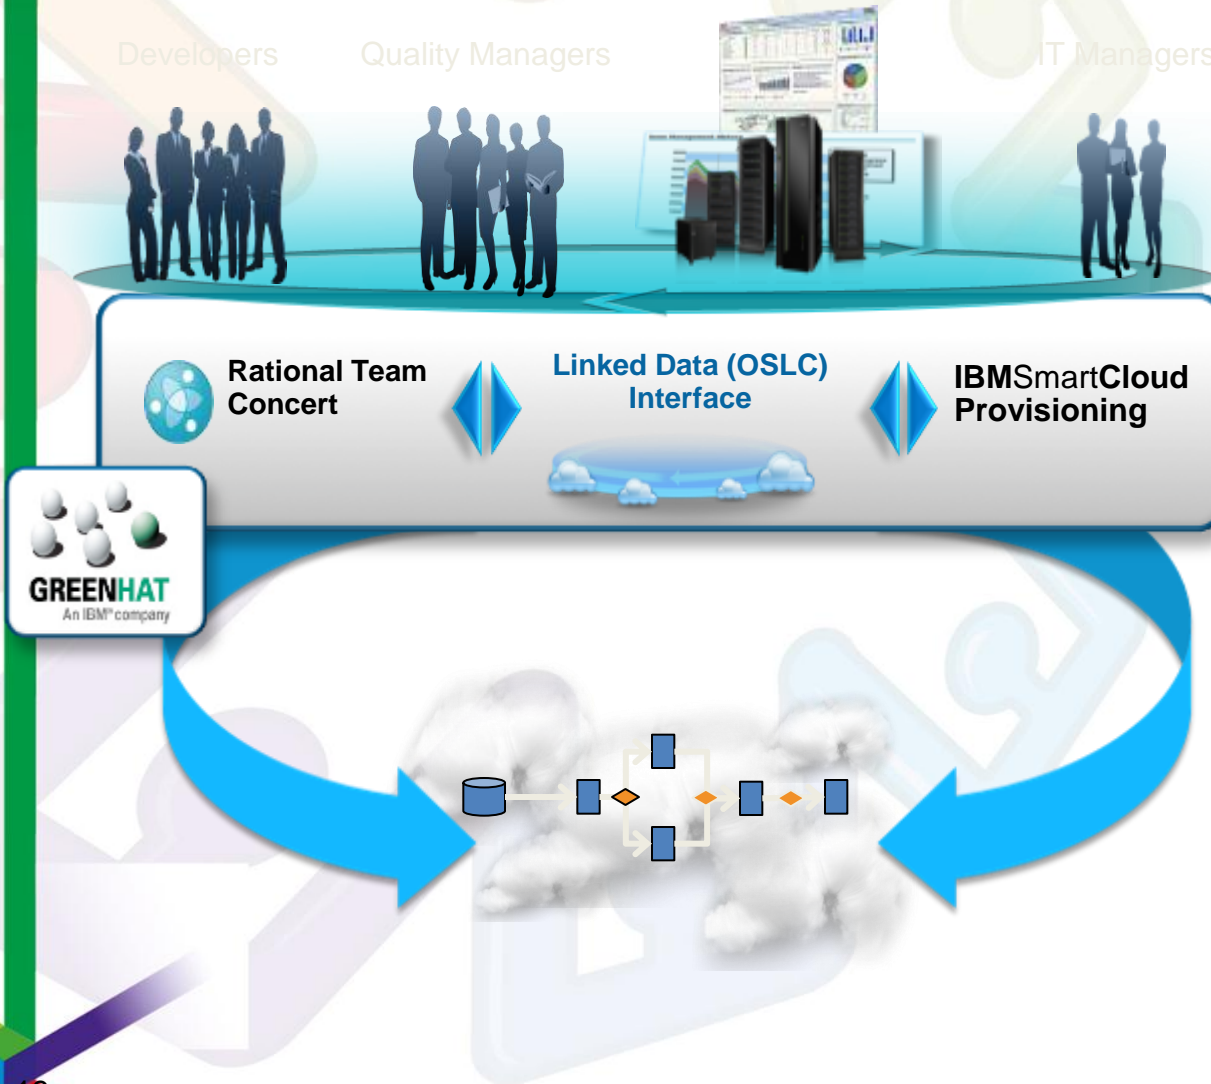 Developers
Quality Managers
IT Managers
Rational Team
Concert
Linked Data (OSLC)
Interface
IBMSmartCloud
Provisioning
GREENHAT
An IBM® company